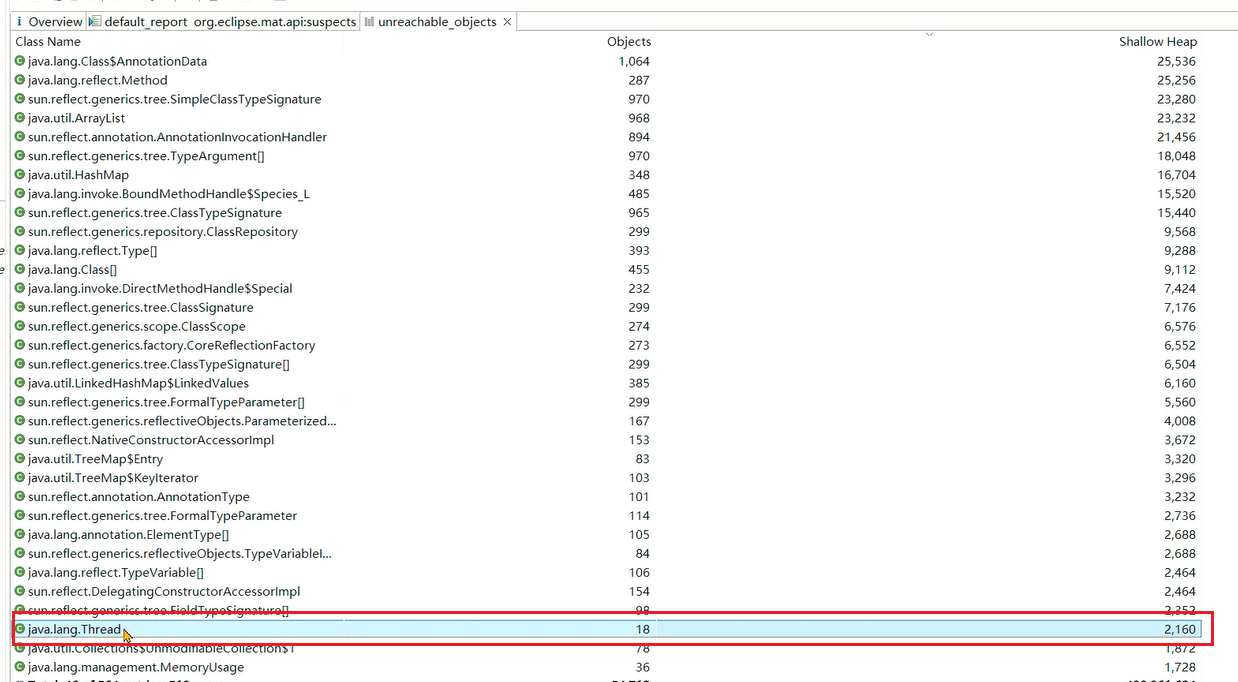 Overview default_report org.eclipse.mat.api:suspects unreachable_objects
Class Name Objects Shallow Heap
java.lang.Class$AnnotationData 1,064 25,536
java.lang.reflect.Method 287 25,256
sun.reflect.generics.tree.SimpleClassTypeSignature 970 23,280
java.util.ArrayList 968 23,232
sun.reflect.annotation.AnnotationInvocationHandler 894 21,456
sun.reflect.generics.tree.TypeArgument[] 970 18,048
java.util.HashMap 348 16,704
java.lang.invoke.BoundMethodHandle$Species_L 485 15,520
sun.reflect.generics.tree.ClassTypeSignature 965 15,440
sun.reflect.generics.repository.ClassRepository 299 9,568
java.lang.reflect.Type[] 393 9,288
java.lang.Class[] 455 9,112
java.lang.invoke.DirectMethodHandle$Special 232 7,424
sun.reflect.generics.tree.ClassSignature 299 7,176
sun.reflect.generics.scope.ClassScope 274 6,576
sun.reflect.generics.factory.CoreReflectionFactory 273 6,552
sun.reflect.generics.tree.ClassTypeSignature[] 299 6,504
java.util.LinkedHashMap$LinkedValues 385 6,160
sun.reflect.generics.tree.FormalTypeParameter[] 299 5,560
sun.reflect.generics.reflectiveObjects.Parameterized... 167 4,008
sun.reflect.NativeConstructorAccessorImpl 153 3,672
java.util.TreeMap$Entry 83 3,320
java.util.TreeMap$KeyIterator 103 3,296
sun.reflect.annotation.AnnotationType 101 3,232
sun.reflect.generics.tree.FormalTypeParameter 114 2,736
java.lang.annotation.ElementType[] 105 2,688
sun.reflect.generics.reflectiveObjects.TypeVariableI... 84 2,688
java.lang.reflect.TypeVariable[] 106 2,464
sun.reflect.DelegatingConstructorAccessorImpl 154 2,464
sun.reflect.generics.tree.FieldTypeSignature[] 98 2,352
java.lang.Thread 18 2,160
java.util.Collections$UnmodifiableCollection$1 78 1,872
java.lang.management.MemoryUsage 36 1,728